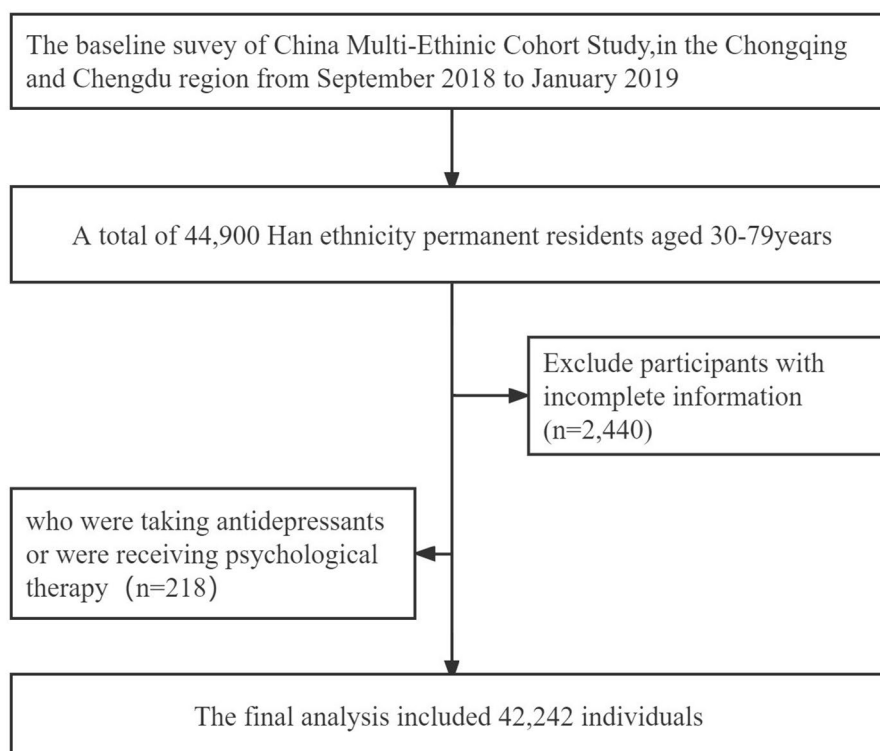 The baseline suvey of China Multi-Ethinic Cohort Study,in the Chongqing
and Chengdu region from September 2018 to January 2019
A total of 44,900 Han ethnicity permanent residents aged 30-79years
Exclude participants with
incomplete information
(n=2,440)
who were taking antidepressants
or were receiving psychological
therapy（n=218）
The final analysis included 42,242 individuals